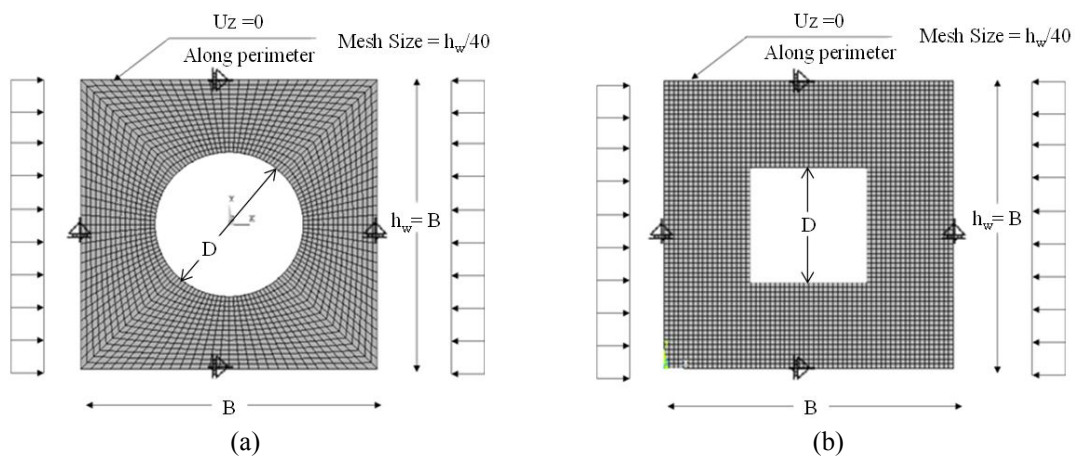 Uz =0
Along perimeter
Mesh Size = hw/40
Y
X
D
hw= B
B
(a)
Uz =0
Along perimeter
Mesh Size = hw/40
D
hw= B
B
(b)